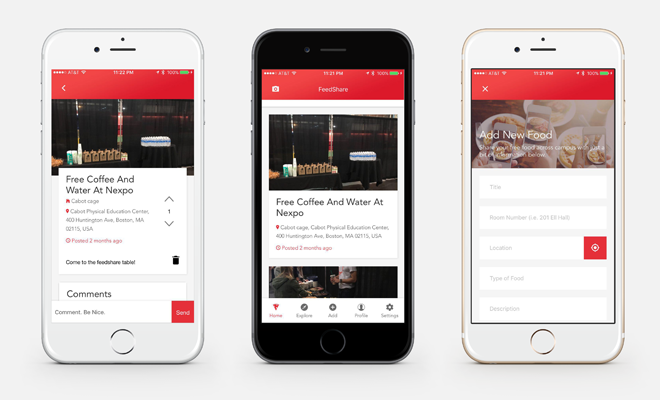 AT&T 11:22 PM 100%
Free Coffee And
Water At Nexpo
Cabot cage
Cabot Physical Education Center,
400 Huntington Ave, Boston, MA
02115, USA
1
Posted 2 months ago
Come to the feedshare table!
Comments
Comment. Be Nice.
Send
AT&T 11:21 PM 100%
FeedShare
Free Coffee And Water At
Nexpo
Cabot cage, Cabot Physical Education Center,
400 Huntington Ave, Boston, MA 02115, USA
Posted 2 months ago
Home
Explore
Add
Profile
Settings
AT&T 11:21 PM 100%
Add New Food
Share your free food across campus with just a
below.
Title
Room Number (i.e. 201 Ell Hall)
Location
Type of Food
Description